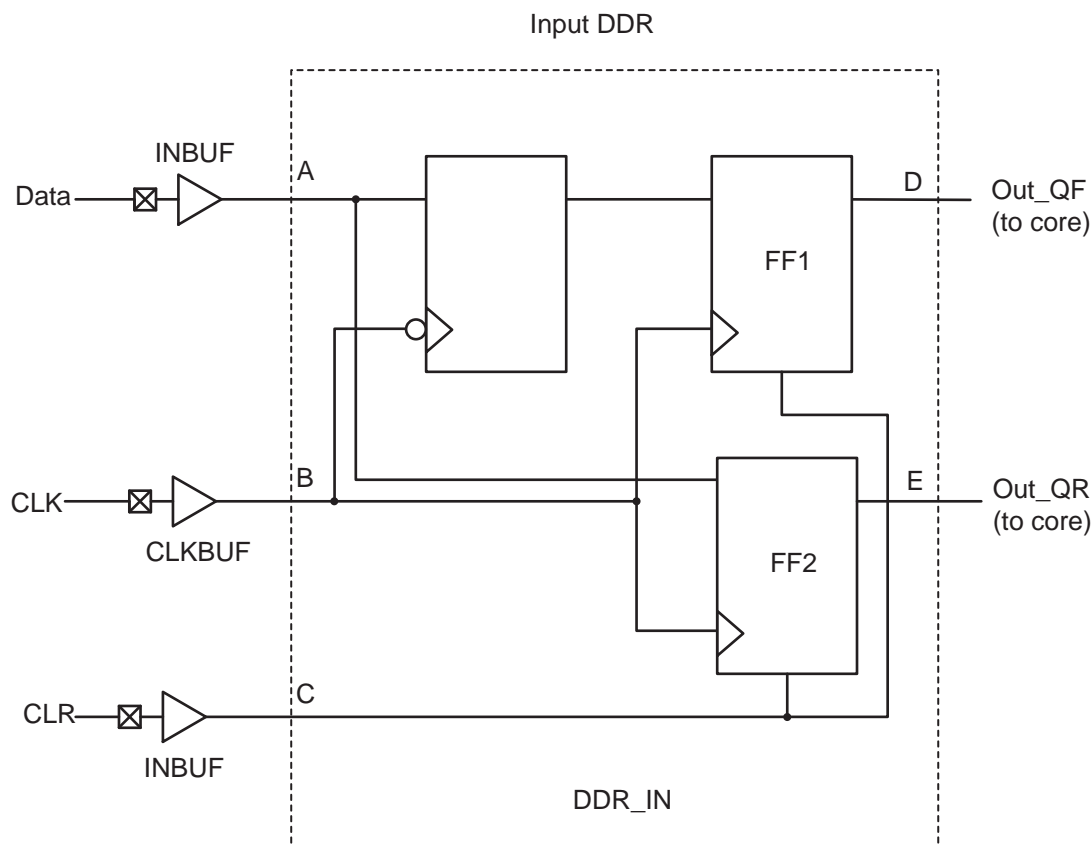 Input DDR
INBUF
Data
A
D
Out_QF
(to core)
FF1
CLK
B
CLKBUF
E
Out_QR
(to core)
FF2
CLR
C
INBUF
DDR_IN